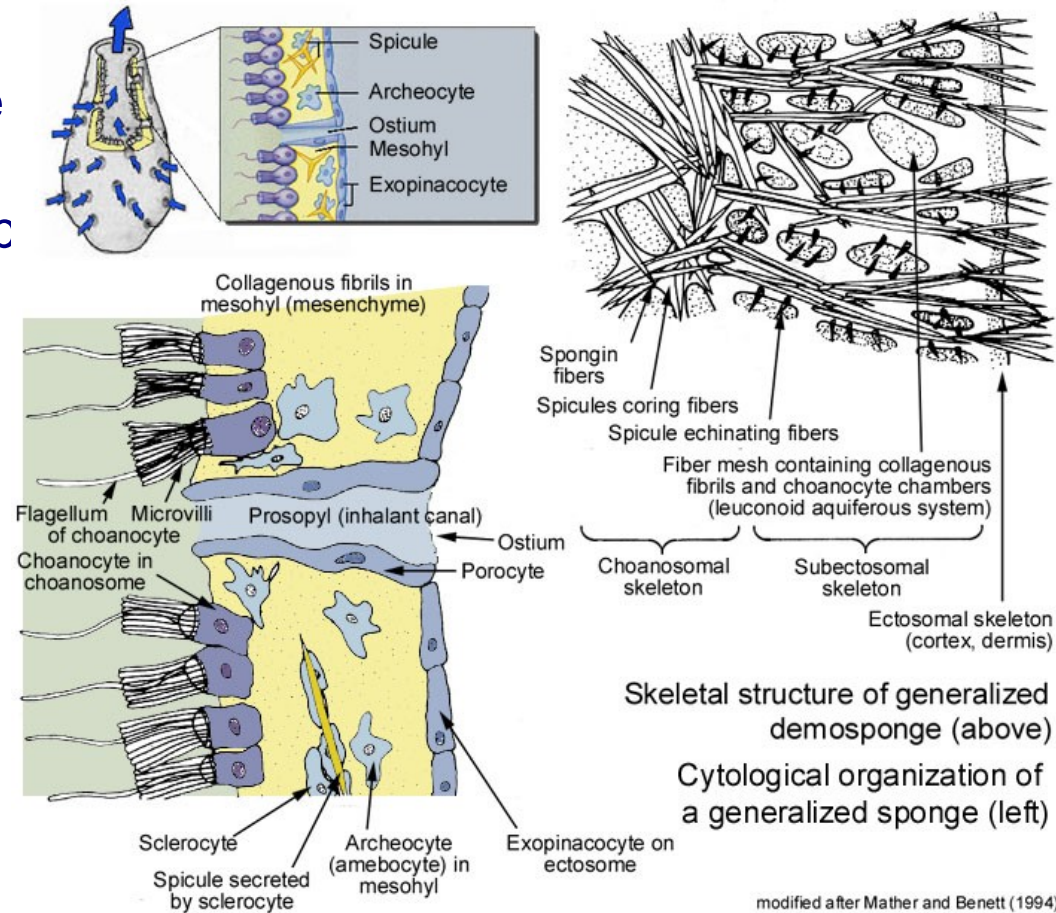 Spicule
Archeocyte
Ostium
Mesohyl
Exopinacocyte
Collagenous fibrils in
mesohyl (mesenchyme)
Flagellum
of choanocyte
Microvilli
Prosopyl (inhalant canal)
Ostium
Porocyte
Choanocyte in
choanosome
Sclerocyte
Spicule secreted
by sclerocyte
Archeocyte
(amebocyte) in
mesohyl
Exopinacocyte on
ectosome
Spongin
fibers
Spicules coring fibers
Spicule echinating fibers
Fiber mesh containing collagenous
fibrils and choanocyte chambers
(leuconoid aquiferous system)
Choanosomal
skeleton
Subectosomal
skeleton
Ectosomal skeleton
(cortex, dermis)
Skeletal structure of generalized
demosponge (above)
Cytological organization of
a generalized sponge (left)
modified after Mather and Benett (1994)